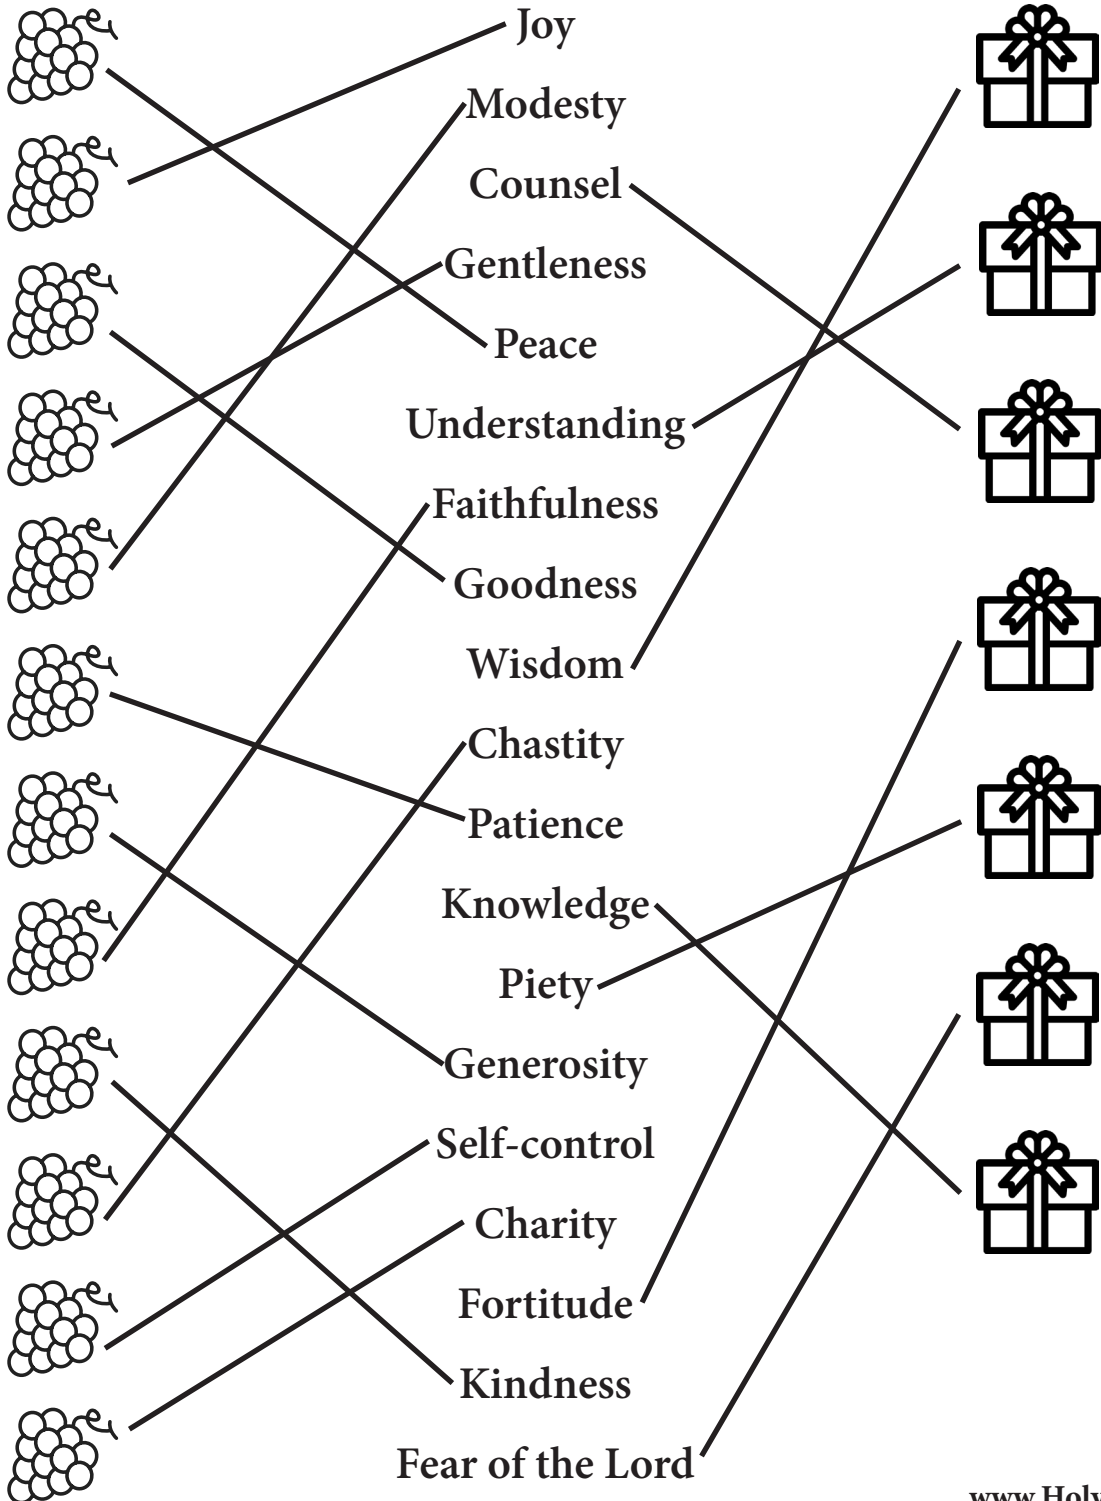 Joy
Modesty
Counsel
Gentleness
Peace
Understanding
Faithfulness
Goodness
Wisdom
Chastity
Patience
Knowledge
Piety
Generosity
Self-control
Charity
Fortitude
Kindness
Fear of the Lord